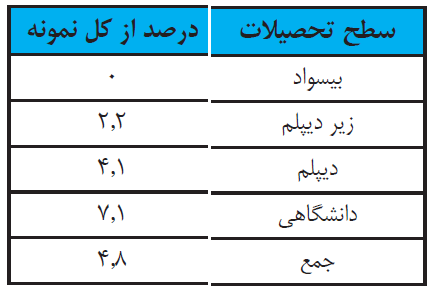 سطح تحصیلات درصد از کل نمونه
بیسواد ۰
زیر دیپلم ۲,۲
دیپلم ۴,۱
دانشگاهی ۷,۱
جمع ۴,۸